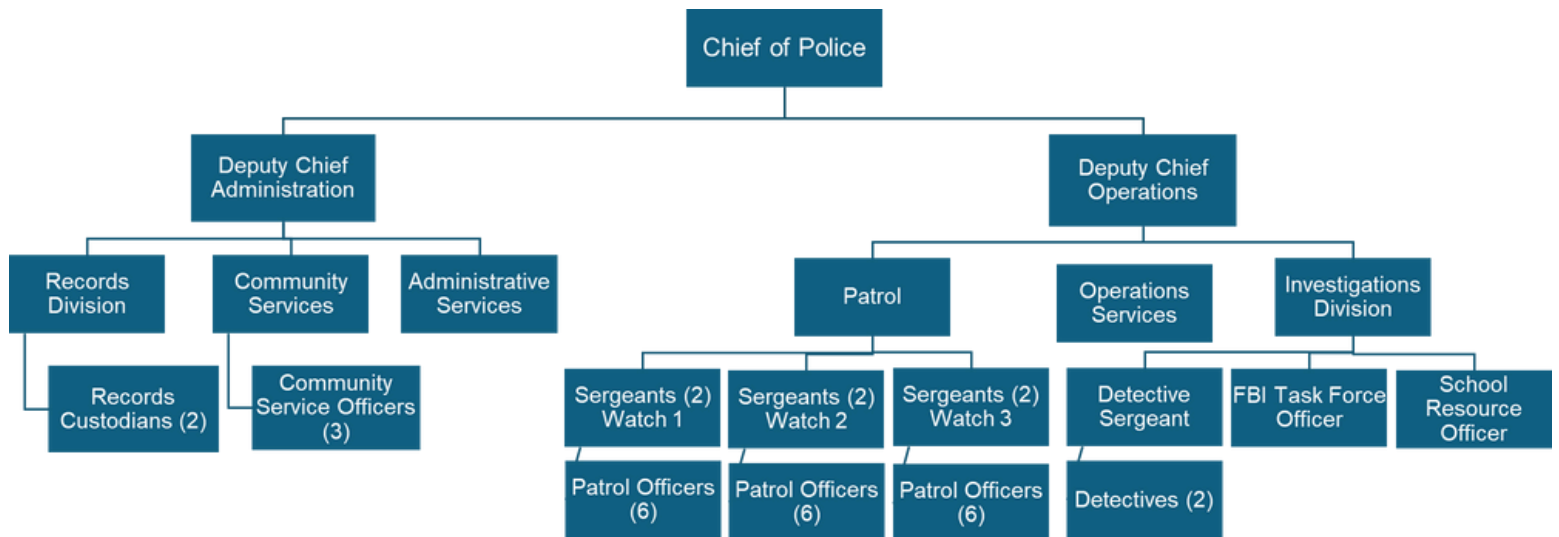 Chief of Police
Deputy Chief
Administration
Deputy Chief
Operations
Records
Division
Community
Services
Administrative
Services
Patrol
Operations
Services
Investigations
Division
Records
Custodians (2)
Community
Service Officers
(3)
Sergeants (2)
Watch 1
Sergeants (2)
Watch 2
Sergeants (2)
Watch 3
Detective
Sergeant
FBI Task Force
Officer
School
Resource
Officer
Patrol Officers
(6)
Patrol Officers
(6)
Patrol Officers
(6)
Detectives (2)